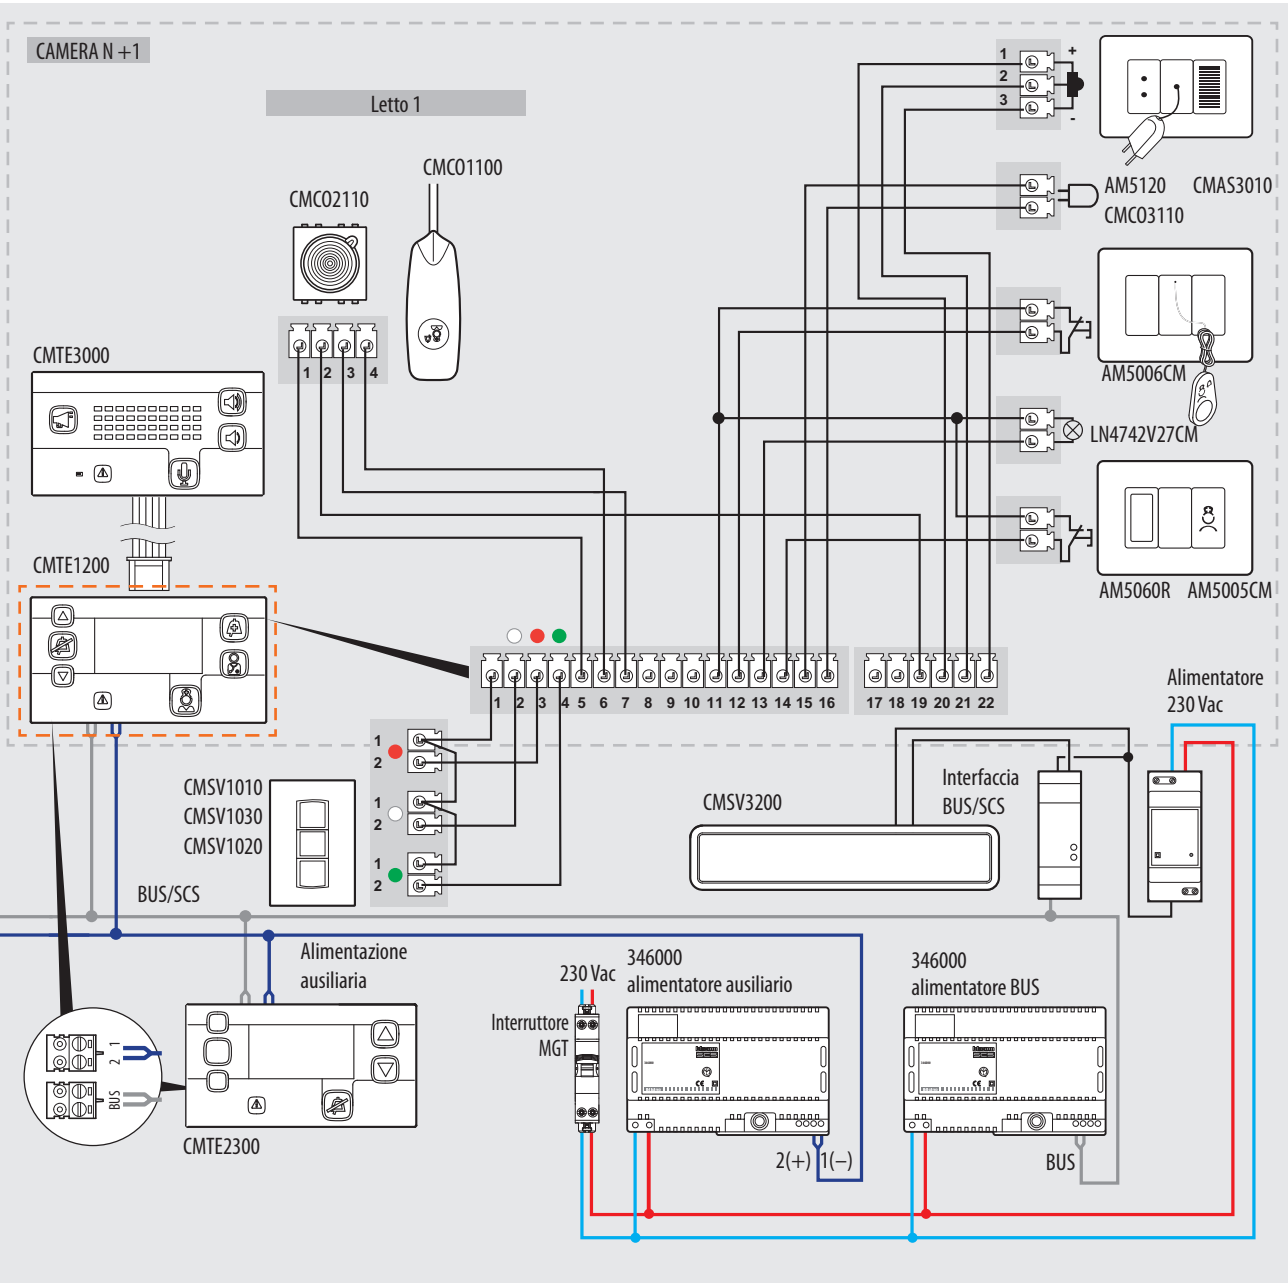 CAMERA N +1
Letto 1
CMCO1100
CMCO2110
1 2 3 4
CMTE3000
CMTE1200
1
2
3
+
-
AM5120 CMAS3010
CMCO3110
AM5006CM
LN4742V27CM
AM5060R AM5005CM
1 2 3 4 5 6 7 8 9 10 11 12 13 14 15 16
17 18 19 20 21 22
Alimentatore
230 Vac
1
2
1
2
1
2
CMSV1010
CMSV1030
CMSV1020
CMSV3200
Interfaccia
BUS/SCS
BUS/SCS
Alimentazione
ausiliaria
2 1
BUS
CMTE2300
230 Vac
Interruttore
MGT
346000
alimentatore ausiliario
2(+) 1(–)
346000
alimentatore BUS
BUS